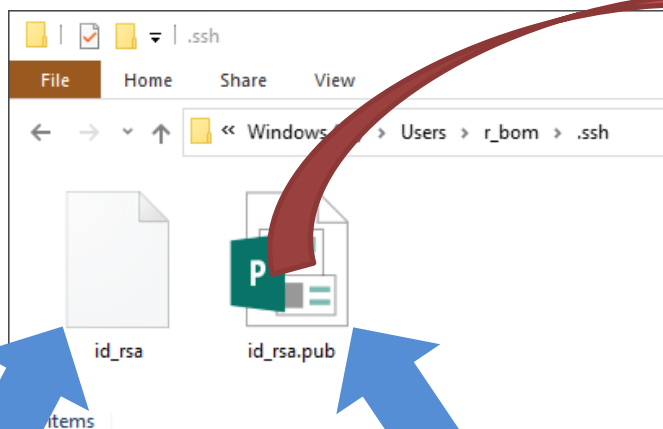 .ssh
File Home Share View
« Windows > Users > r_bom > .ssh
P
id_rsa id_rsa.pub
items